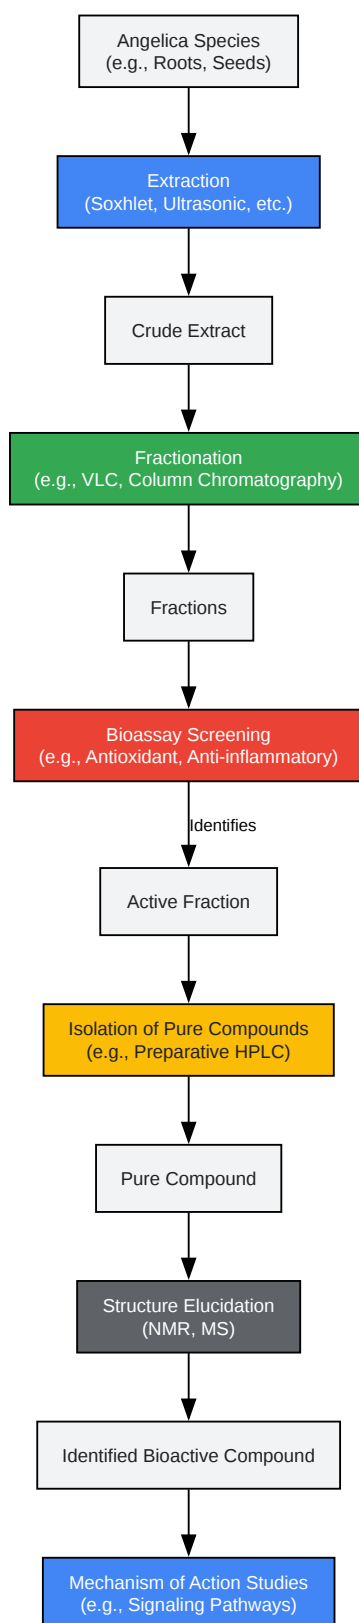 Angelica Species
(e.g., Roots, Seeds)
Extraction
(Soxhlet, Ultrasonic, etc.)
Crude Extract
Fractionation
(e.g., VLC, Column Chromatography)
Fractions
Bioassay Screening
(e.g., Antioxidant, Anti-inflammatory)
Identifies
Active Fraction
Isolation of Pure Compounds
(e.g., Preparative HPLC)
Pure Compound
Structure Elucidation
(NMR, MS)
Identified Bioactive Compound
Mechanism of Action Studies
(e.g., Signaling Pathways)